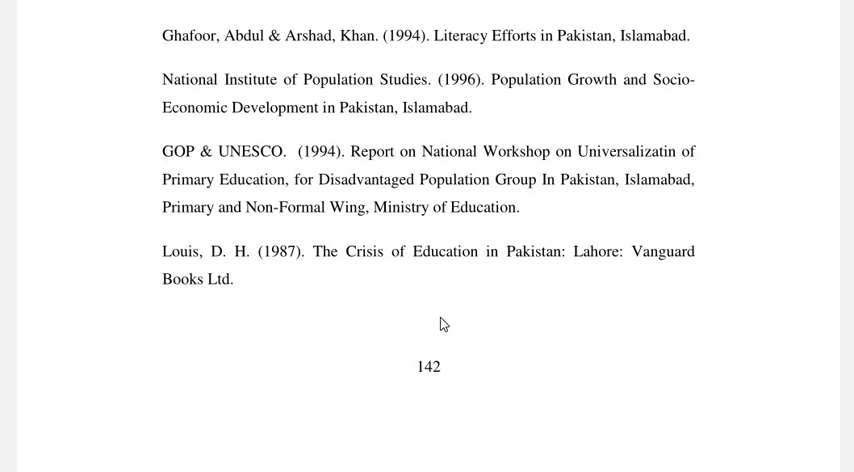 Ghafoor, Abdul & Arshad, Khan. (1994). Literacy Efforts in Pakistan, Islamabad.
National Institute of Population Studies. (1996). Population Growth and Socio-
Economic Development in Pakistan, Islamabad.
GOP & UNESCO. (1994). Report on National Workshop on Universalizatin of
Primary Education, for Disadvantaged Population Group In Pakistan, Islamabad,
Primary and Non-Formal Wing, Ministry of Education.
Louis, D. H. (1987). The Crisis of Education in Pakistan: Lahore: Vanguard
Books Ltd.
142